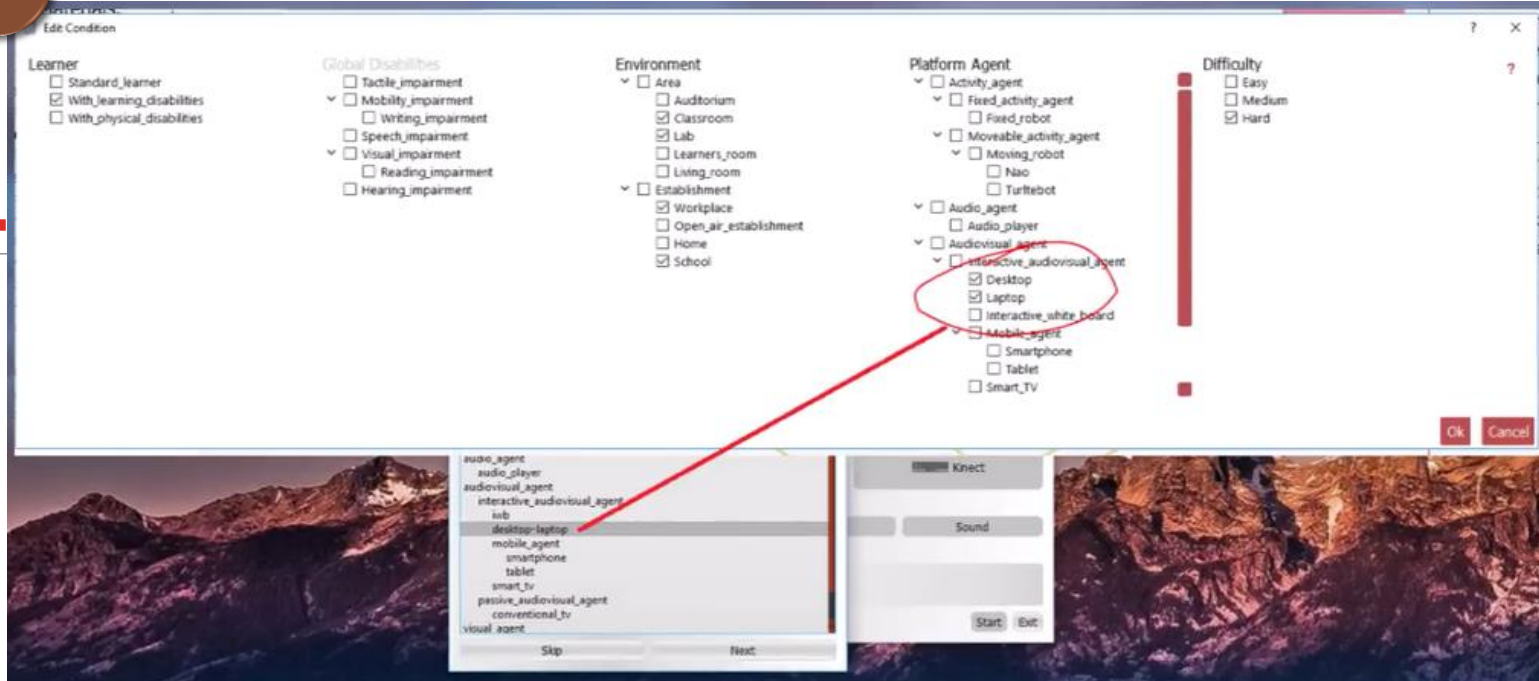 Edit Condition
? X
Learner
Standard_learner
With_learning_disabilities
With_physical_disabilities
Global Disabilities
Tactile_impairment
Mobility_impairment
Writing_impairment
Speech_impairment
Visual_impairment
Reading_impairment
Hearing_impairment
Environment
Area
Auditorium
Classroom
Lab
Learners_room
Living_room
Establishment
Workplace
Open_air_establishment
Home
School
Platform Agent
Activity_agent
Fixed_activity_agent
Fixed_robot
Moveable_activity_agent
Moving_robot
Nao
Turltebot
Audio_agent
Audio_player
Audiovisual_agent
Interactive_audiovisual_agent
Desktop
Laptop
Interactive_white_board
Mobile_agent
Smartphone
Tablet
Smart_TV
Difficulty
Easy
Medium
Hard
?
Ok Cancel
audio_agent
audio_player
audiovisual_agent
interactive_audiovisual_agent
iwb
desktop-laptop
mobile_agent
smartphone
tablet
smart_tv
passive_audiovisual_agent
conventional_tv
visual_agent
Skip Next
Kinect
Sound
Start Exit